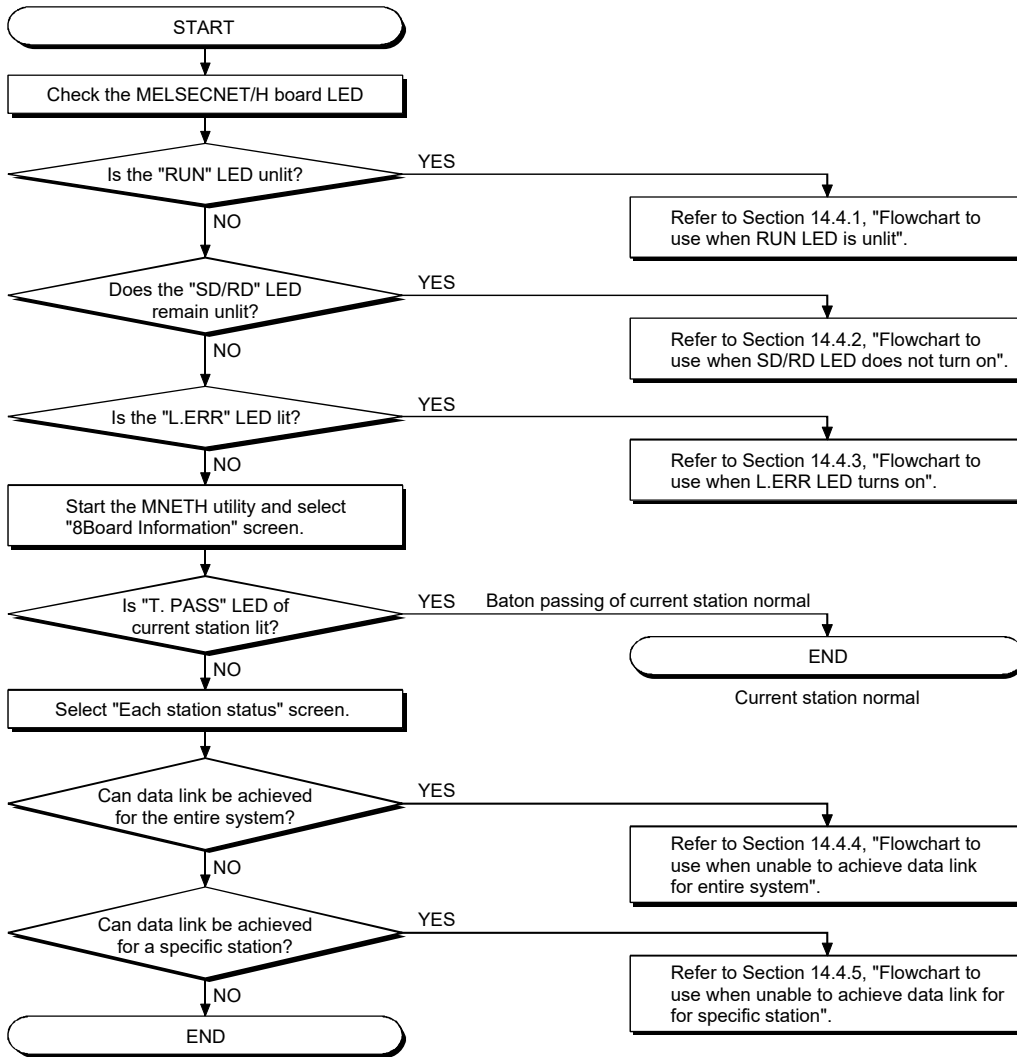 START
Check the MELSECNET/H board LED
Is the "RUN" LED unlit?
YES
NO
Refer to Section 14.4.1, "Flowchart to
use when RUN LED is unlit".
Does the "SD/RD" LED
remain unlit?
YES
NO
Refer to Section 14.4.2, "Flowchart to
use when SD/RD LED does not turn on".
Is the "L.ERR" LED lit?
YES
NO
Refer to Section 14.4.3, "Flowchart to
use when L.ERR LED turns on".
Start the MNETH utility and select
"8Board Information" screen.
Is "T. PASS" LED of
current station lit?
YES
Baton passing of current station normal
NO
END
Current station normal
Select "Each station status" screen.
Can data link be achieved
for the entire system?
YES
NO
Refer to Section 14.4.4, "Flowchart to
use when unable to achieve data link
for entire system".
Can data link be achieved
for a specific station?
YES
NO
Refer to Section 14.4.5, "Flowchart to
use when unable to achieve data link for
for specific station".
END